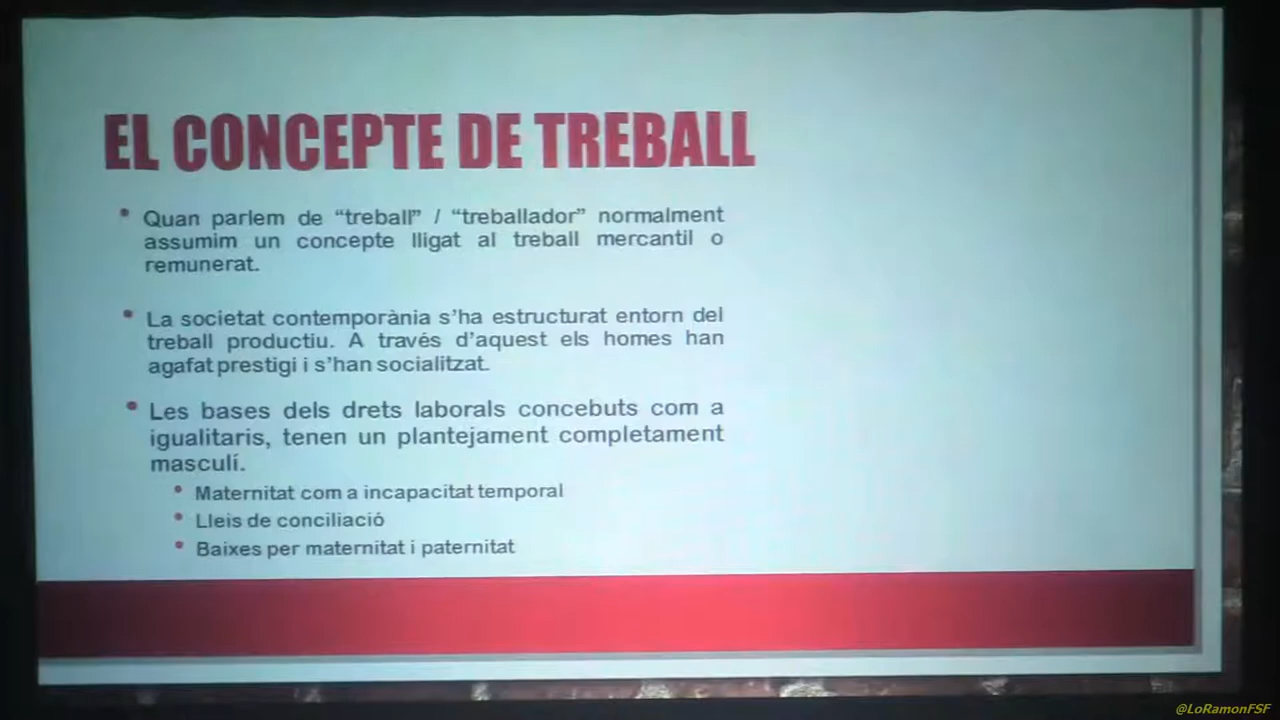 EL CONCEPTE DE TREBALL
• Quan parlem de “treball” / “treballador” normalment
assumim un concepte lligat al treball mercantil o
remunerat.
• La societat contemporània s’ha estructurat entorn del
treball productiu. A través d’aquest els homes han
agafat prestigi i s’han socialitzat.
• Les bases dels drets laborals concebuts com a
igualitaris, tenen un plantejament completament
masculí.
• Maternitat com a incapacitat temporal
• Lleis de conciliació
• Baixes per maternitat i paternitat
@LoRamonFSF